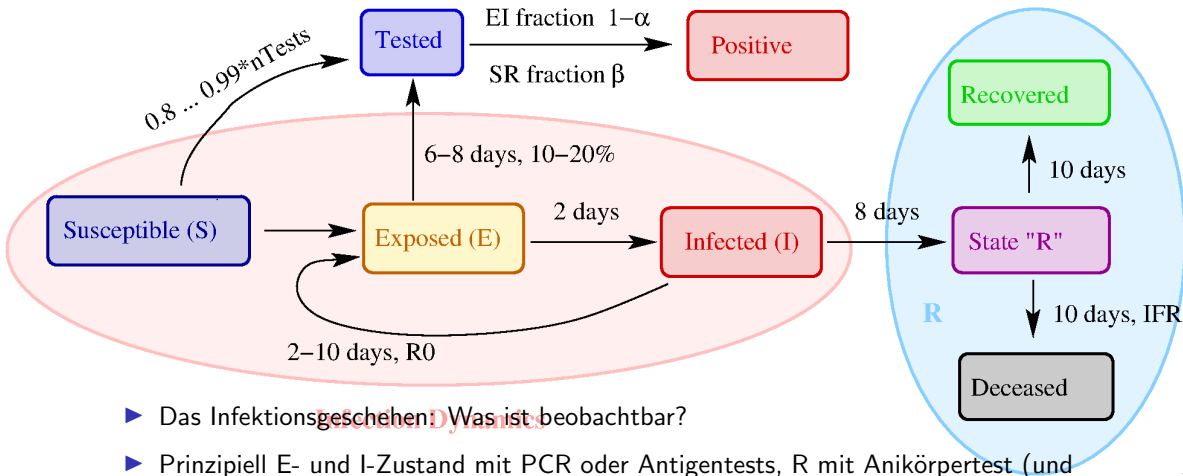 Tested
EI fraction 1–α
SR fraction β
Positive
0.8 ... 0.99*nTests
Recovered
6–8 days, 10–20%
10 days
Susceptible (S)
Exposed (E)
2 days
Infected (I)
8 days
State "R"
R
10 days, IFR
2–10 days, R0
Deceased
Infection Dynamics
▶ Das Infektionsgeschehen: Was ist beobachtbar?
▶ Prinzipiell E- und I-Zustand mit PCR oder Antigentests, R mit Anikörpertest (und